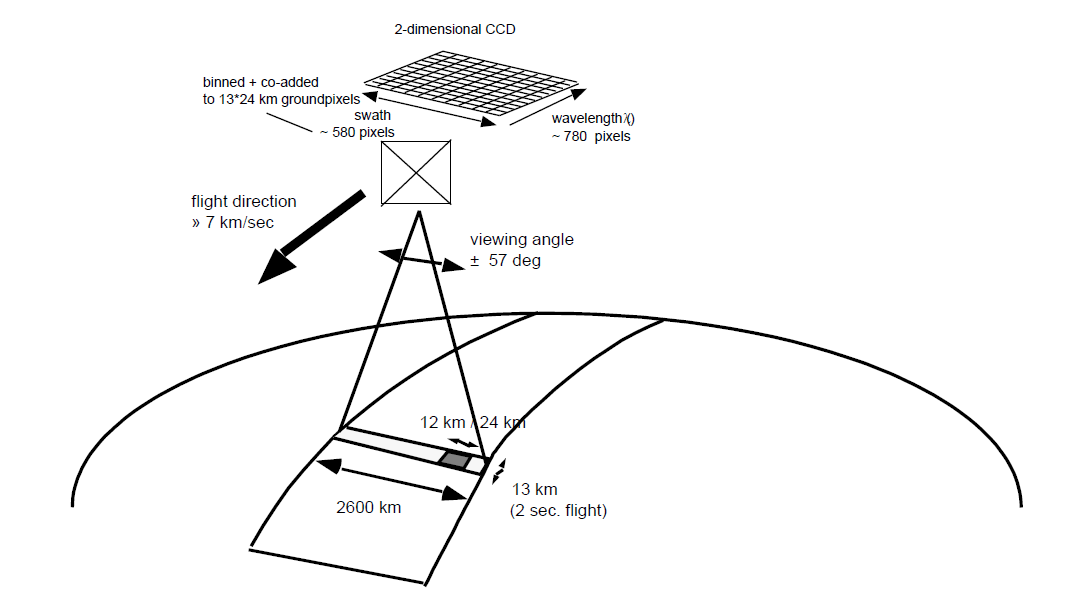 2-dimensional CCD
binned + co-added
to 13*24 km groundpixels
swath
~ 580 pixels
wavelength λ()
~ 780 pixels
flight direction
» 7 km/sec
viewing angle
± 57 deg
12 km / 24 km
2600 km
13 km
(2 sec. flight)